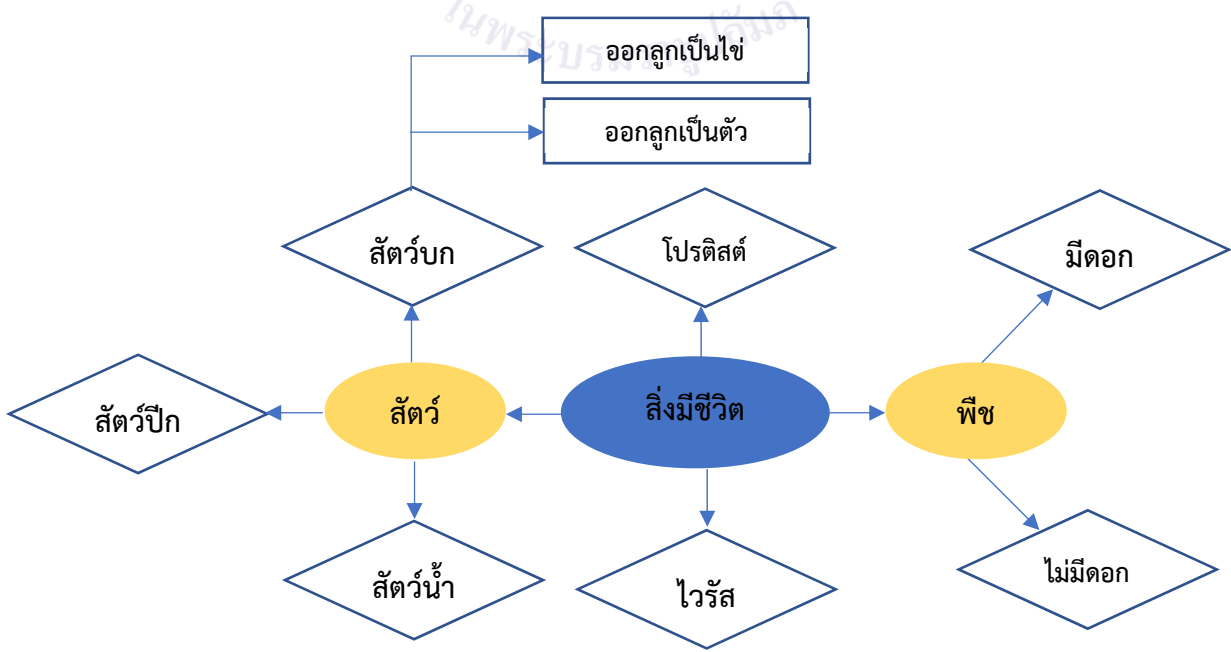 ออกลูกเป็นไข่
ออกลูกเป็นตัว
สัตว์บก
โปรติสต์
มีดอก
สัตว์ปีก
สัตว์
สิ่งมีชีวิต
พืช
สัตว์น้ำ
ไวรัส
ไม่มีดอก